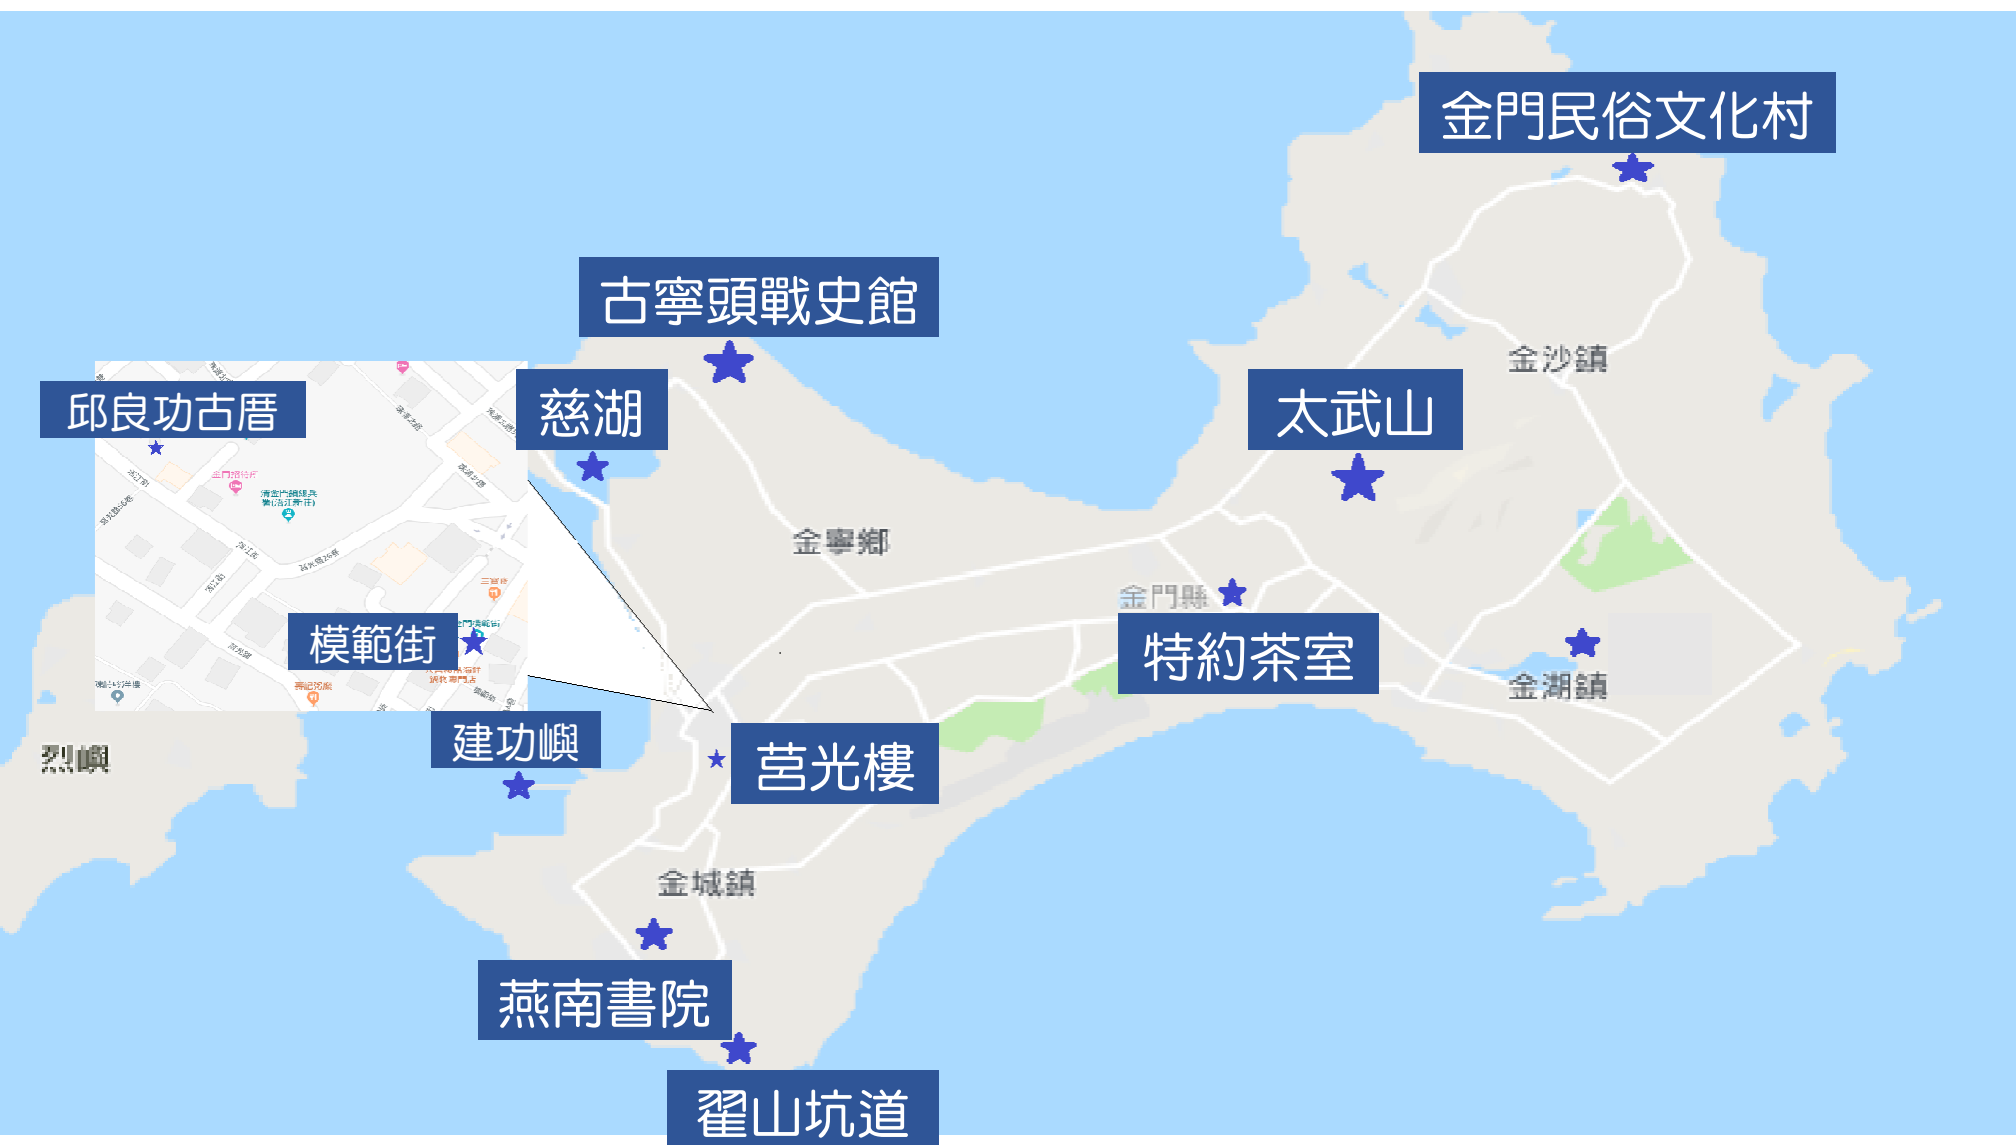 金門民俗文化村
古寧頭戰史館
金沙鎮
慈湖
太武山
邱良功古厝
金門縣
金寧鄉
特約茶室
模範街
金湖鎮
建功嶼
莒光樓
烈嶼
金城鎮
燕南書院
翟山坑道